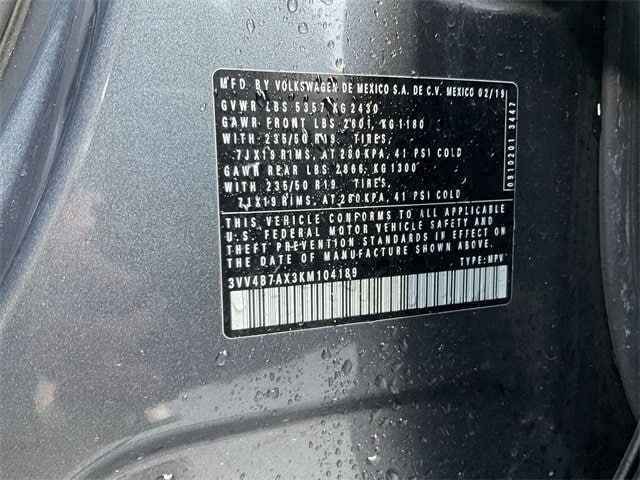 MFD. BY VOLKSWAGEN DE MEXICO S.A. DE C.V. MEXICO 02/19
GVWR LBS 5357 KG 2430
GAWR FRONT LBS 2601, KG 1180
WITH 235/50 R19 TIRES,
7JX19 RIMS, AT 280 KPA, 41 PSI COLD
GAWR REAR LBS 2866, KG 1300
WITH 235/50 R19 TIRES,
7JX19 RIMS, AT 280 KPA, 41 PSI COLD
THIS VEHICLE CONFORMS TO ALL APPLICABLE
U.S. FEDERAL MOTOR VEHICLE SAFETY AND
THEFT PREVENTION STANDARDS IN EFFECT ON
THE DATE OF MANUFACTURE SHOWN ABOVE.
3VV4B7AX3KM104189 TYPE: MPV
0910201 3447